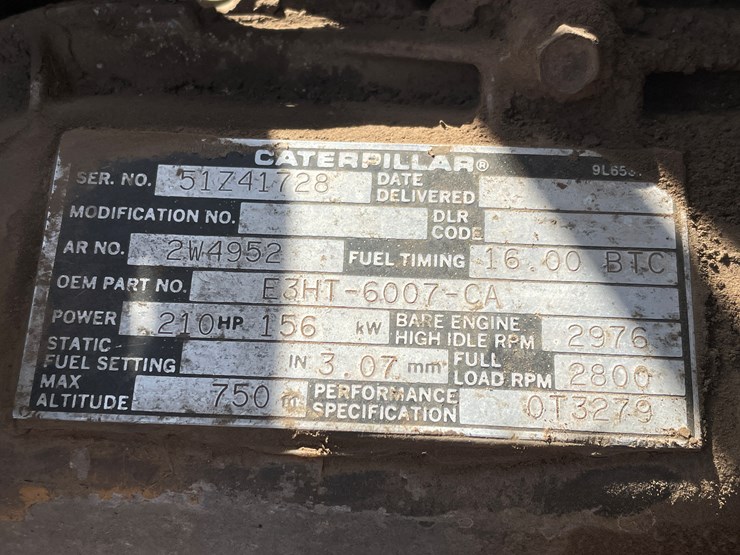 CATERPILLAR®
SER. NO. 51Z41728 DATE DELIVERED
MODIFICATION NO. DLR CODE
AR NO. 2W4952 FUEL TIMING 16.00 BTC
OEM PART NO. E3HT-6007-CA
POWER 210 HP 156 kW BARE ENGINE HIGH IDLE RPM 2976
STATIC FUEL SETTING IN 3.07 mm FULL LOAD RPM 2800
MAX ALTITUDE 750 m PERFORMANCE SPECIFICATION 0T3279